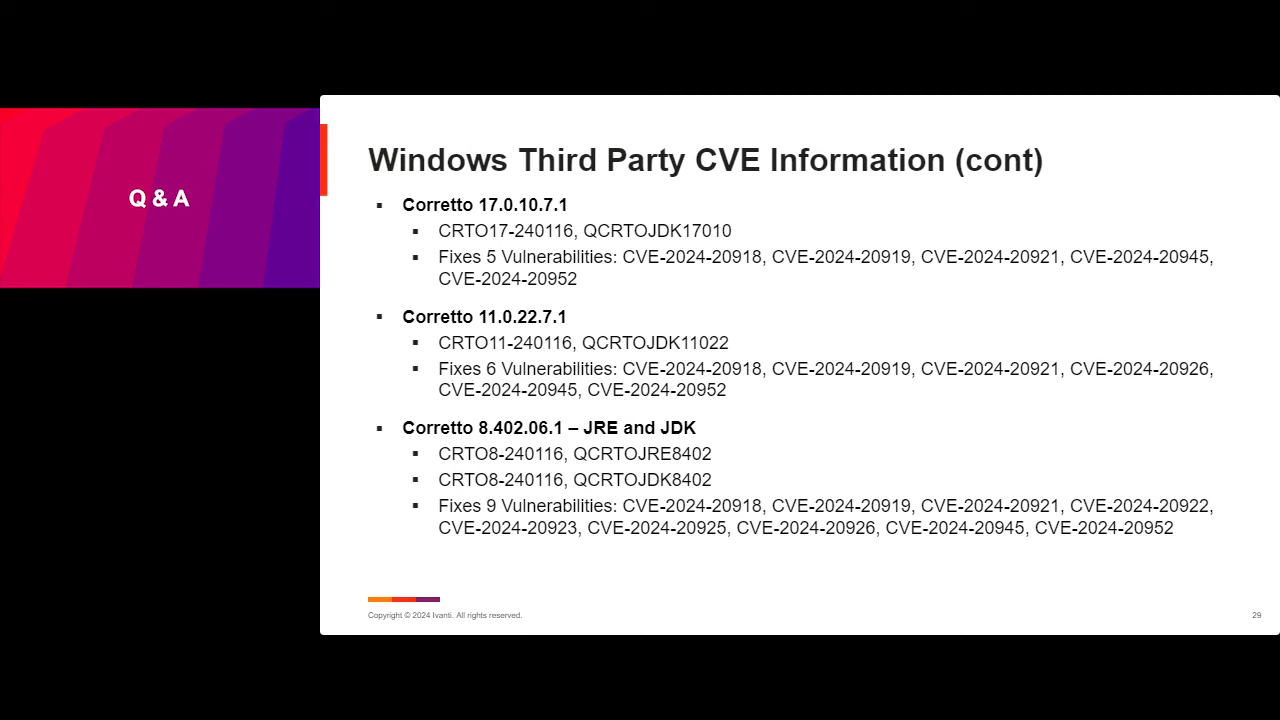 Q & A
Windows Third Party CVE Information (cont)
▪ Corretto 17.0.10.7.1
▪ CRTO17-240116, QCRTOJDK17010
▪ Fixes 5 Vulnerabilities: CVE-2024-20918, CVE-2024-20919, CVE-2024-20921, CVE-2024-20945,
CVE-2024-20952
▪ Corretto 11.0.22.7.1
▪ CRTO11-240116, QCRTOJDK11022
▪ Fixes 6 Vulnerabilities: CVE-2024-20918, CVE-2024-20919, CVE-2024-20921, CVE-2024-20926,
CVE-2024-20945, CVE-2024-20952
▪ Corretto 8.402.06.1 – JRE and JDK
▪ CRTO8-240116, QCRTOJRE8402
▪ CRTO8-240116, QCRTOJDK8402
▪ Fixes 9 Vulnerabilities: CVE-2024-20918, CVE-2024-20919, CVE-2024-20921, CVE-2024-20922,
CVE-2024-20923, CVE-2024-20925, CVE-2024-20926, CVE-2024-20945, CVE-2024-20952
Copyright © 2024 Ivanti. All rights reserved.
29